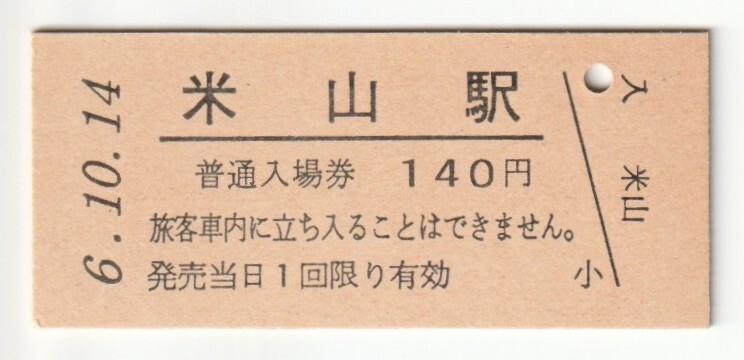 6.10.14
米山駅
普通入場券 140円
旅客車内に立ち入ることはできません。
発売当日1回限り有効
小
入 米山